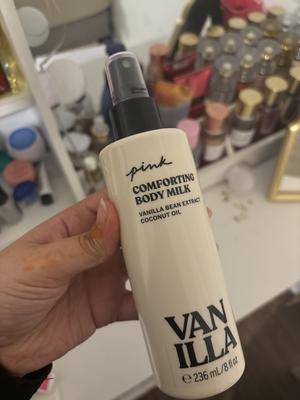 pink
COMFORTING
BODY MILK
VANILLA BEAN EXTRACT
COCONUT OIL
VAN
ILLA
℮ 236 mL/8 fl oz